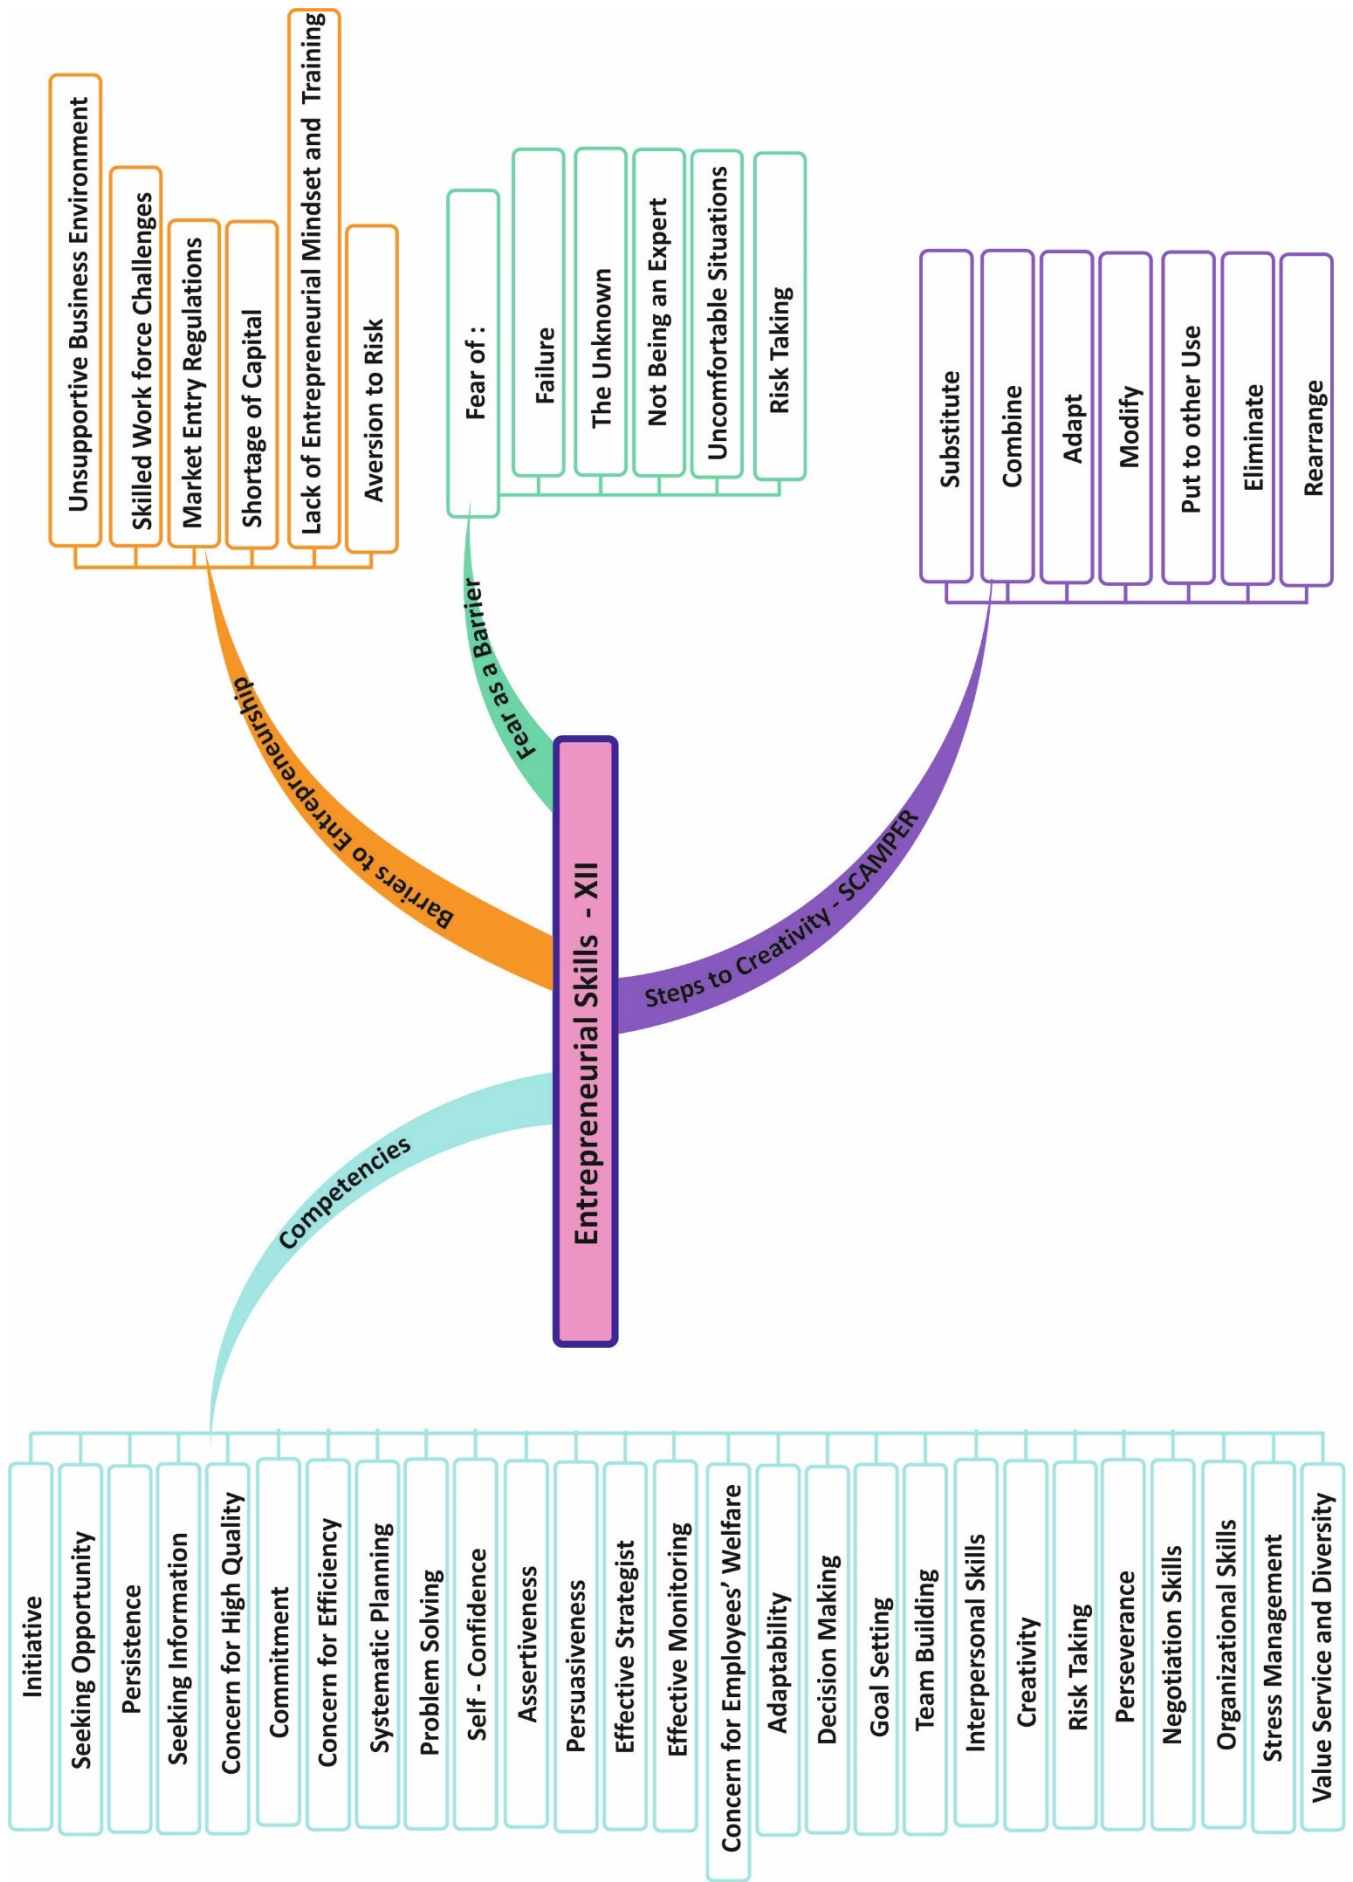 Entrepreneurial Skills - XII
Competencies
Initiative
Seeking Opportunity
Persistence
Seeking Information
Concern for High Quality
Commitment
Concern for Efficiency
Systematic Planning
Problem Solving
Self - Confidence
Assertiveness
Persuasiveness
Effective Strategist
Effective Monitoring
Concern for Employees’ Welfare
Adaptability
Decision Making
Goal Setting
Team Building
Interpersonal Skills
Creativity
Risk Taking
Perseverance
Negotiation Skills
Organizational Skills
Stress Management
Value Service and Diversity
Barriers to Entrepreneurship
Unsupportive Business Environment
Skilled Work force Challenges
Market Entry Regulations
Shortage of Capital
Lack of Entrepreneurial Mindset and Training
Aversion to Risk
Fear as a Barrier
Fear of :
Failure
The Unknown
Not Being an Expert
Uncomfortable Situations
Risk Taking
Steps to Creativity - SCAMPER
Substitute
Combine
Adapt
Modify
Put to other Use
Eliminate
Rearrange